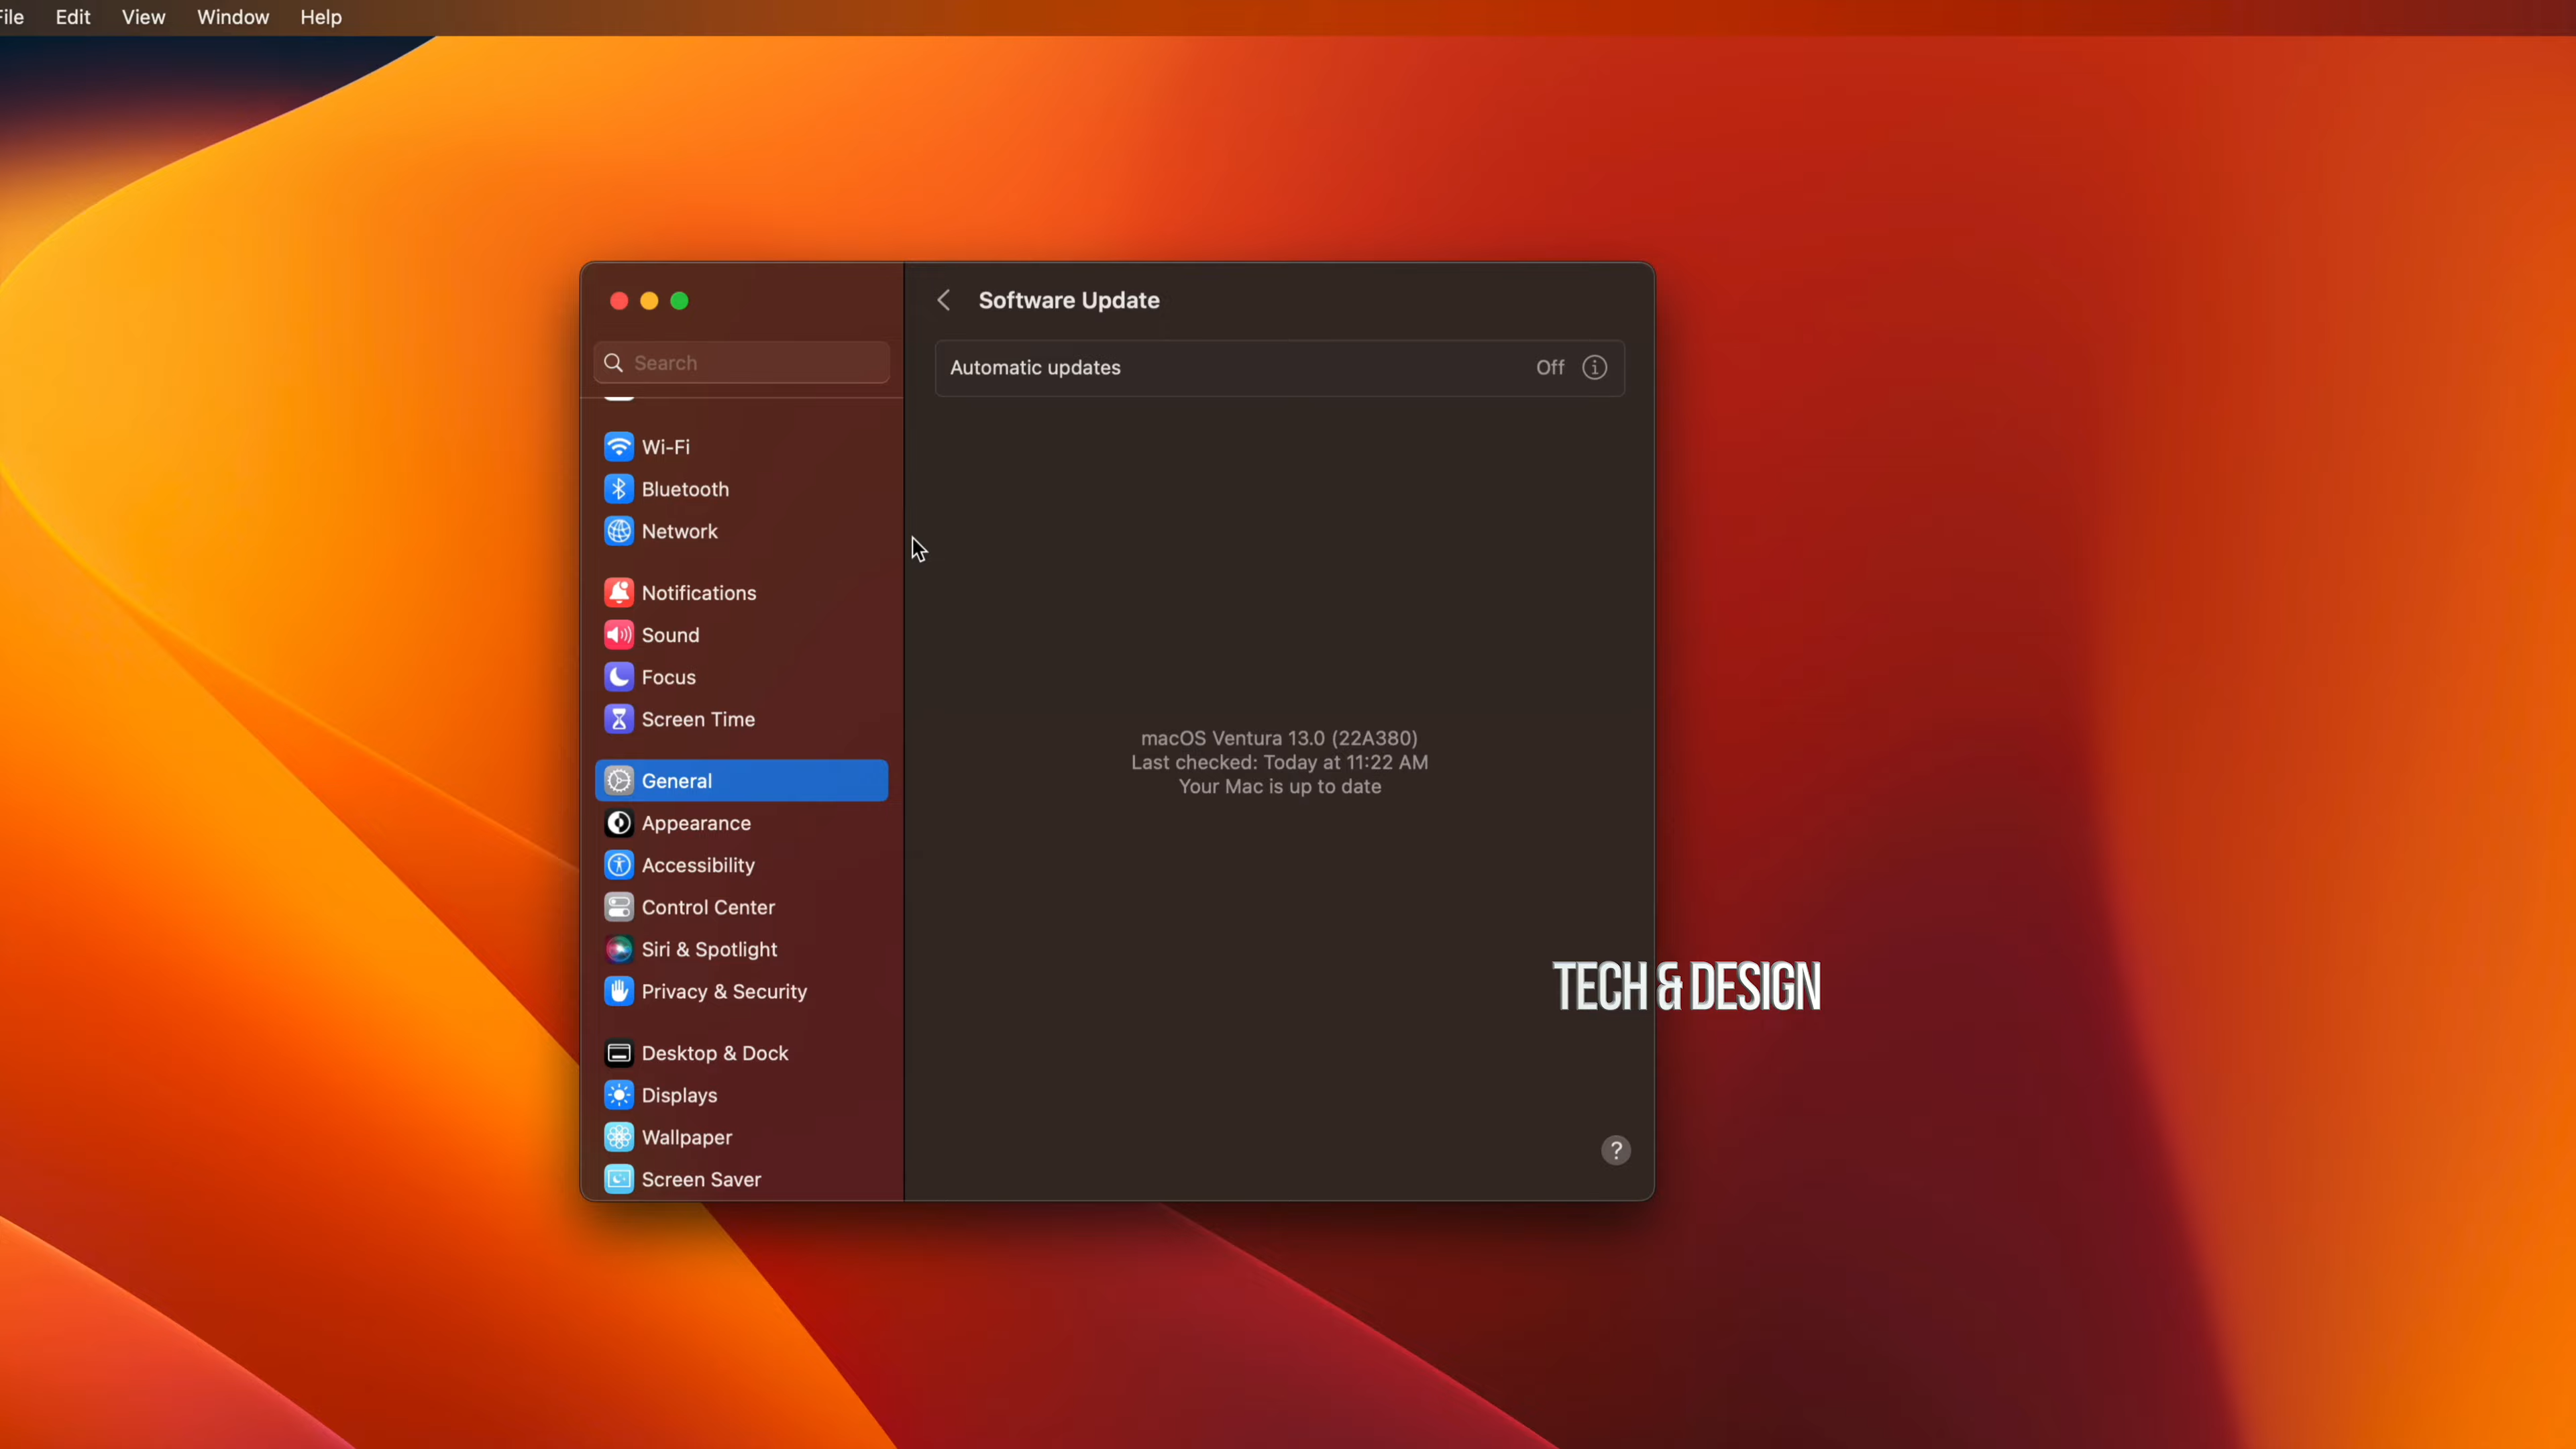 File Edit View Window Help
Software Update
Search
Automatic updates Off
Wi-Fi
Bluetooth
Network
Notifications
Sound
Focus
Screen Time
General
Appearance
Accessibility
Control Center
Siri & Spotlight
Privacy & Security
Desktop & Dock
Displays
Wallpaper
Screen Saver
macOS Ventura 13.0 (22A380)
Last checked: Today at 11:22 AM
Your Mac is up to date
TECH & DESIGN
?